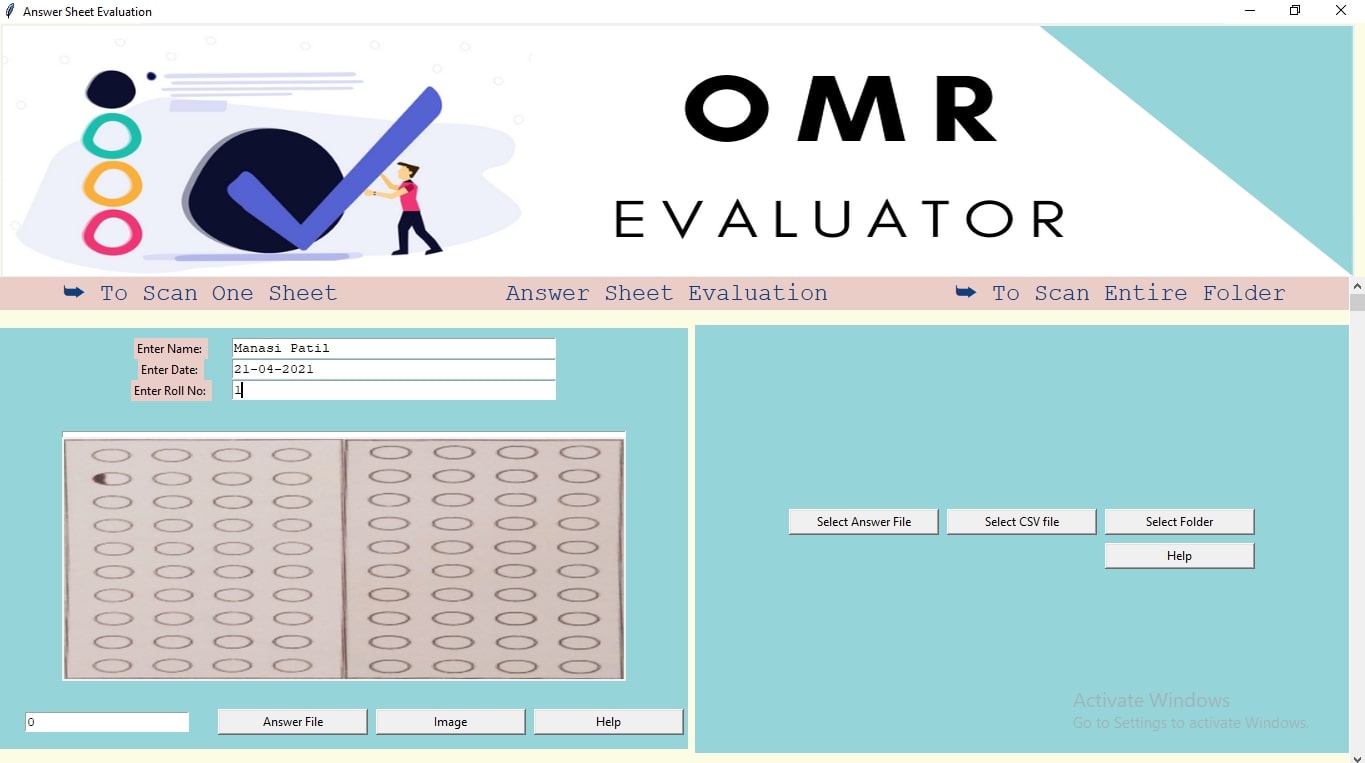 Answer Sheet Evaluation
OMR
EVALUATOR
To Scan One Sheet
Answer Sheet Evaluation
To Scan Entire Folder
Enter Name: Manasi Patil
Enter Date: 21-04-2021
Enter Roll No: 1
0
Answer File
Image
Help
Select Answer File
Select CSV file
Select Folder
Help
Activate Windows
Go to Settings to activate Windows.